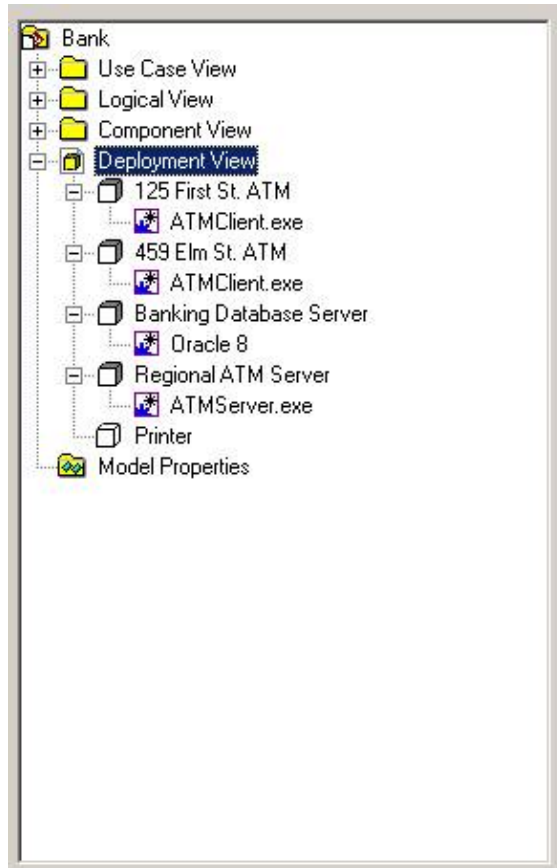 Bank
Use Case View
Logical View
Component View
Deployment View
125 First St. ATM
ATMClient.exe
459 Elm St. ATM
ATMClient.exe
Banking Database Server
Oracle 8
Regional ATM Server
ATMServer.exe
Printer
Model Properties